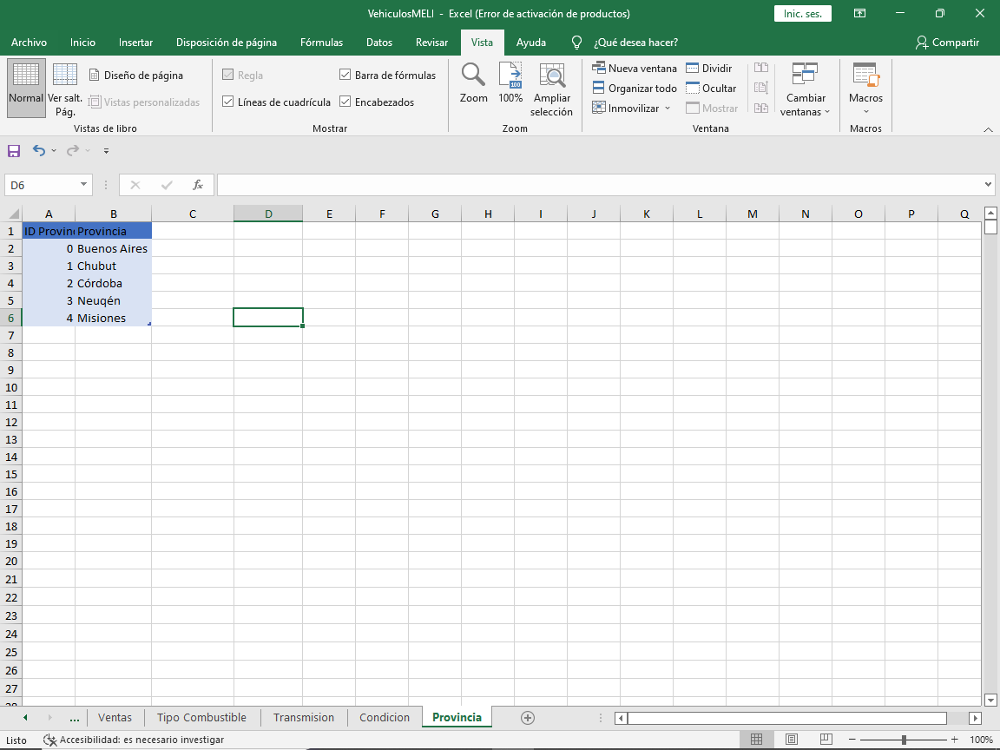 VehiculosMELI - Excel (Error de activación de productos)
Inic. ses.
Archivo Inicio Insertar Disposición de página Fórmulas Datos Revisar Vista Ayuda ¿Qué desea hacer? Compartir
Normal
Ver salt. Pág.
Diseño de página
Vistas personalizadas
Vistas de libro
Regla
Barra de fórmulas
Líneas de cuadrícula
Encabezados
Mostrar
Zoom
100
100%
Ampliar selección
Zoom
Nueva ventana
Organizar todo
Inmovilizar
Dividir
Ocultar
Mostrar
Cambiar ventanas
Ventana
Macros
Macros
D6
fx
A B C D E F G H I J K L M N O P Q
1 ID Provin Provincia
2 0 Buenos Aires
3 1 Chubut
4 2 Córdoba
5 3 Neuqén
6 4 Misiones
7
8
9
10
11
12
13
14
15
16
17
18
19
20
21
22
23
24
25
26
27
28
... Ventas Tipo Combustible Transmision Condicion Provincia
Listo Accesibilidad: es necesario investigar 100%